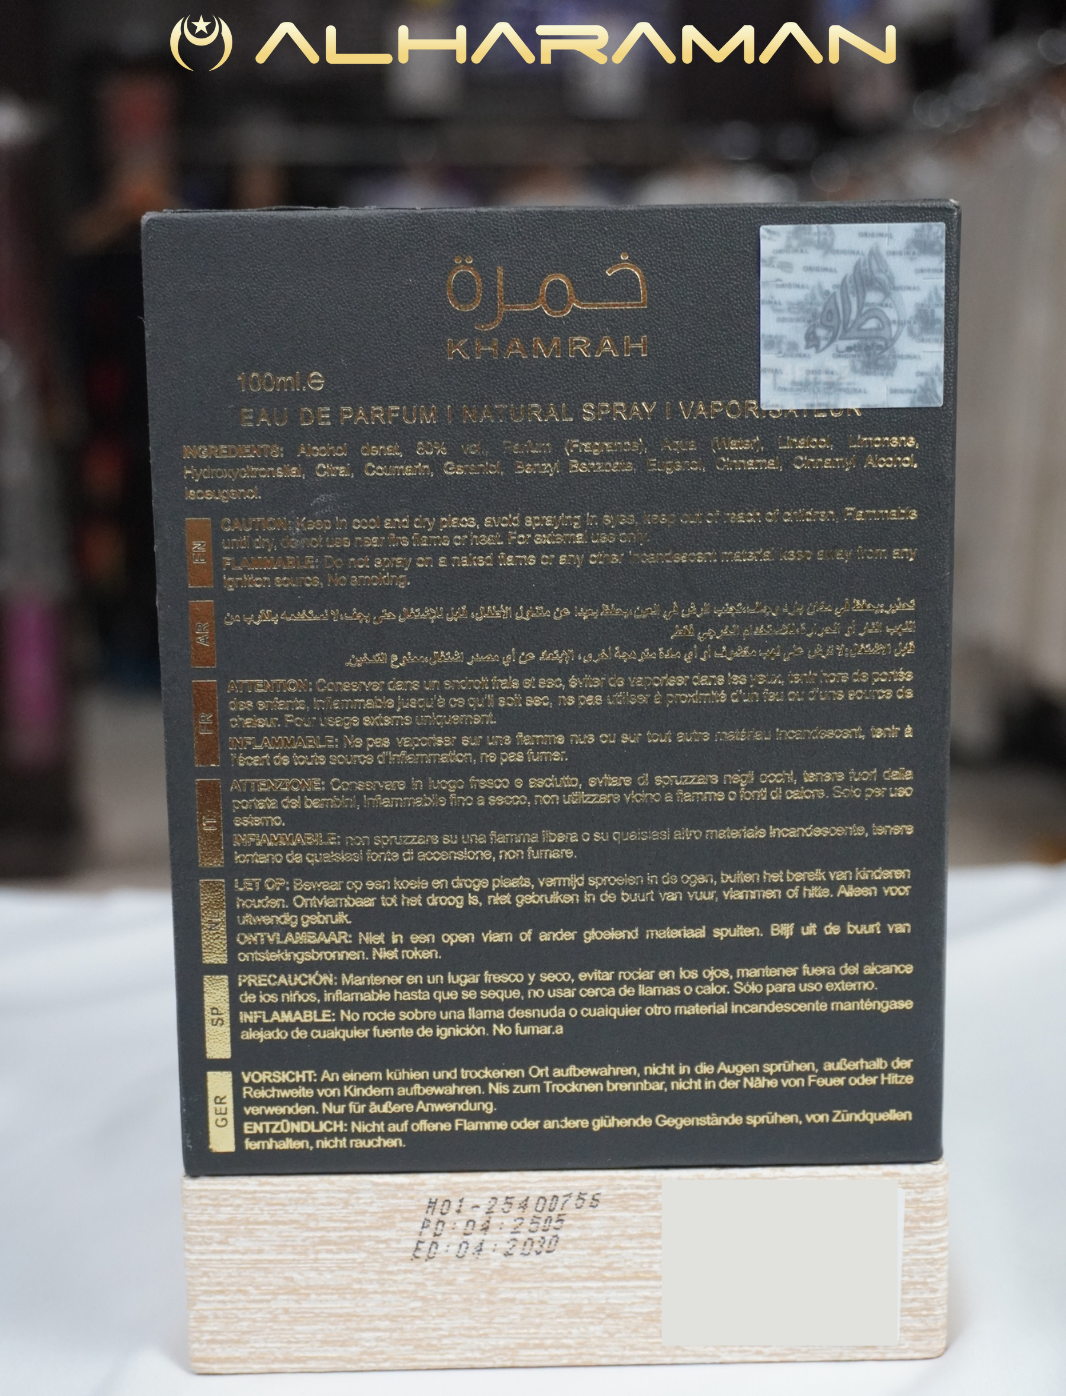 ALHARAMAN
خمرة
KHAMRAH
100ml.℮
EAU DE PARFUM | NATURAL SPRAY | VAPORISATEUR
ORIGINAL
INGREDIENTS: Alcohol denat, 80% vol., Parfum (Fragrance), Aqua (Water), Linalool, Limonene,
Hydroxycitronellal, Citral, Coumarin, Geraniol, Benzyl Benzoate, Eugenol, Cinnamal, Cinnamyl Alcohol,
Isoeugenol.
EN
CAUTION: Keep in cool and dry place, avoid spraying in eyes, keep out of reach of children, Flammable
until dry, do not use near fire flame or heat. For external use only.
FLAMMABLE: Do not spray on a naked flame or any other incandescent material keep away from any
ignition source, No smoking.
AR
FR
ATTENTION: Conserver dans un endroit frais et sec, éviter de vaporiser dans les yeux, tenir hors de portée
des enfants, inflammable jusqu'à ce qu'il soit sec, ne pas utiliser à proximité d'un feu ou d'une source de
chaleur. Pour usage externe uniquement.
INFLAMMABLE: Ne pas vaporiser sur une flamme nue ou sur tout autre matériau incandescent, tenir à
l'écart de toute source d'inflammation, ne pas fumer.
IT
ATTENZIONE: Conservare in luogo fresco e asciutto, evitare di spruzzare negli occhi, tenere fuori dalla
portata dei bambini, Infiammabile fino a secco, non utilizzare vicino a fiamme o fonti di calore. Solo per uso
esterno.
INFIAMMABILE: non spruzzare su una fiamma libera o su qualsiasi altro materiale incandescente, tenere
lontano da qualsiasi fonte di accensione, non fumare.
LET OP: Bewaar op een koele en droge plaats, vermijd sproeien in de ogen, buiten het bereik van kinderen
houden. Ontvlambaar tot het droog is, niet gebruiken in de buurt van vuur, vlammen of hitte. Alleen voor
uitwendig gebruik.
ONTVLAMBAAR: Niet in een open vlam of ander gloeiend materiaal spuiten. Blijf uit de buurt van
ontstekingsbronnen. Niet roken.
SP
PRECAUCIÓN: Mantener en un lugar fresco y seco, evitar rociar en los ojos, mantener fuera del alcance
de los niños, inflamable hasta que se seque, no usar cerca de llamas o calor. Sólo para uso externo.
INFLAMABLE: No rocíe sobre una llama desnuda o cualquier otro material incandescente manténgase
alejado de cualquier fuente de ignición. No fumar.a
GER
VORSICHT: An einem kühlen und trockenen Ort aufbewahren, nicht in die Augen sprühen, außerhalb der
Reichweite von Kindern aufbewahren. Nis zum Trocknen brennbar, nicht in der Nähe von Feuer oder Hitze
verwenden. Nur für äußere Anwendung.
ENTZÜNDLICH: Nicht auf offene Flamme oder andere glühende Gegenstände sprühen, von Zündquellen
fernhalten, nicht rauchen.
PD:04:2505
ED:04:2030